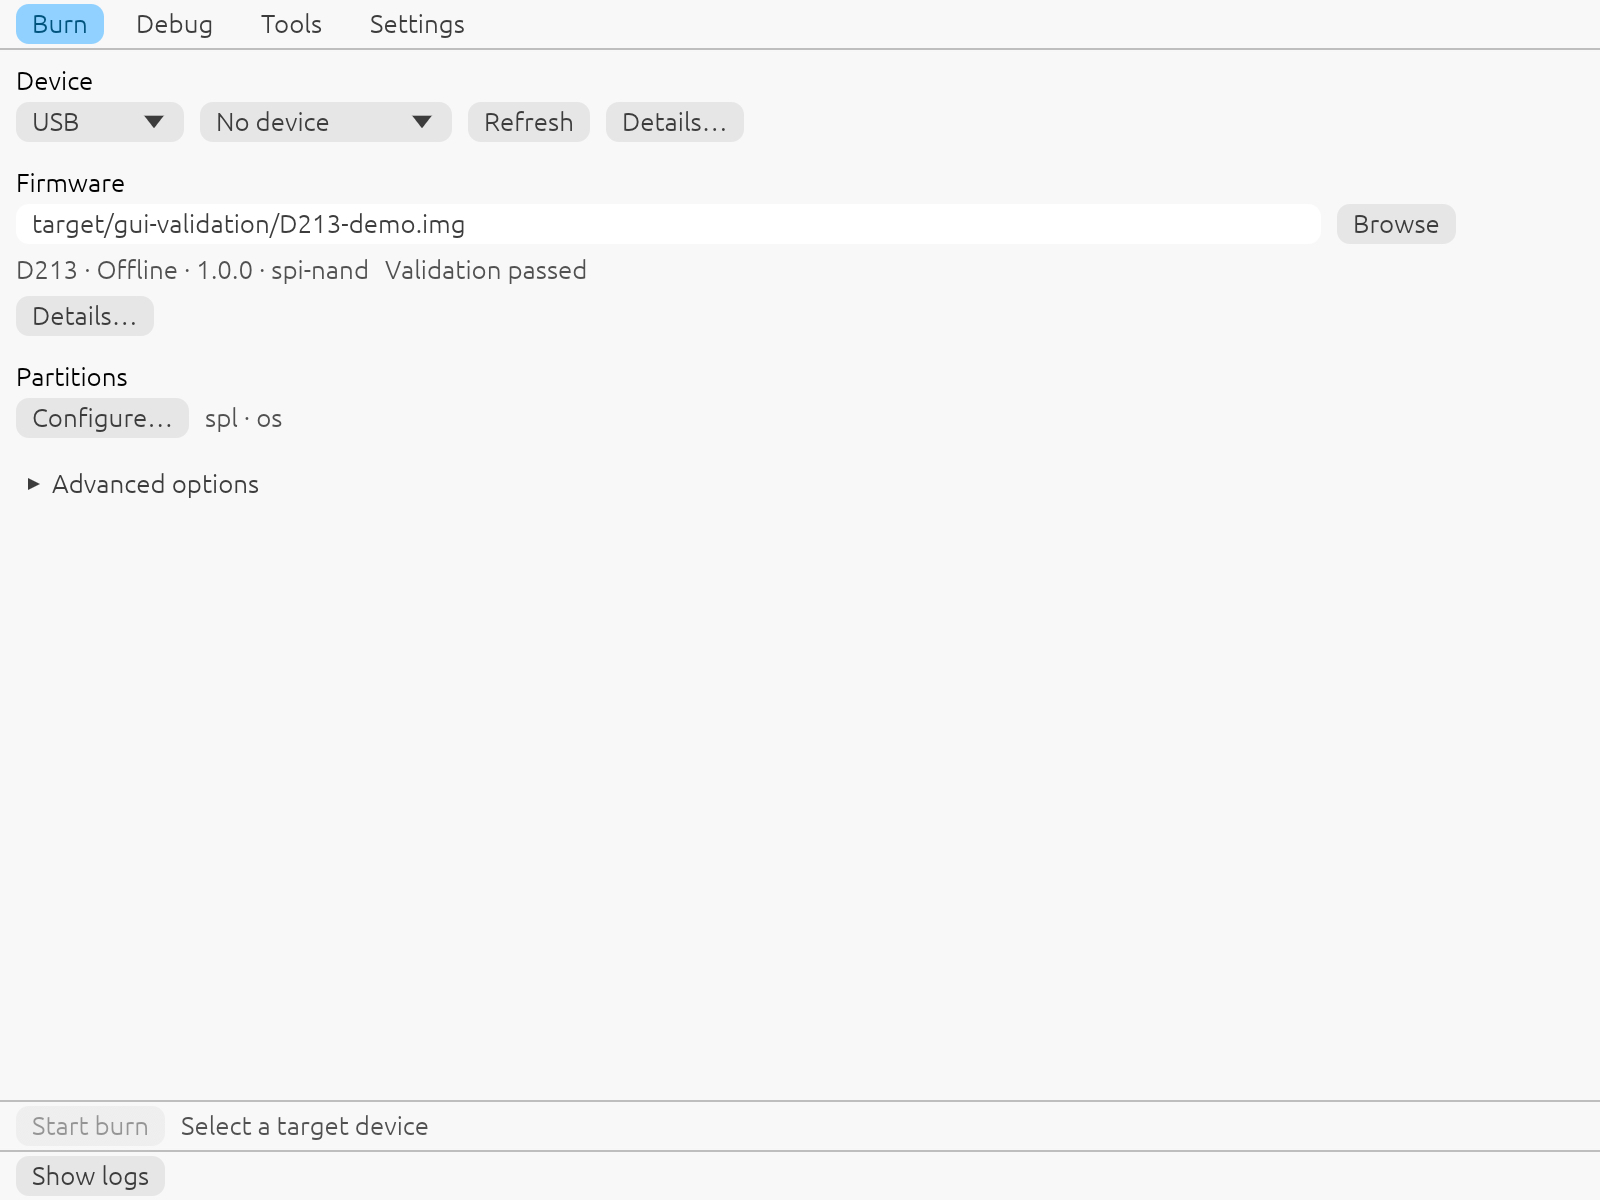 Burn Debug Tools Settings
Device
USB No device Refresh Details...
Firmware
target/gui-validation/D213-demo.img Browse
D213 · Offline · 1.0.0 · spi-nand Validation passed
Details...
Partitions
Configure... spl · os
Advanced options
Start burn Select a target device
Show logs